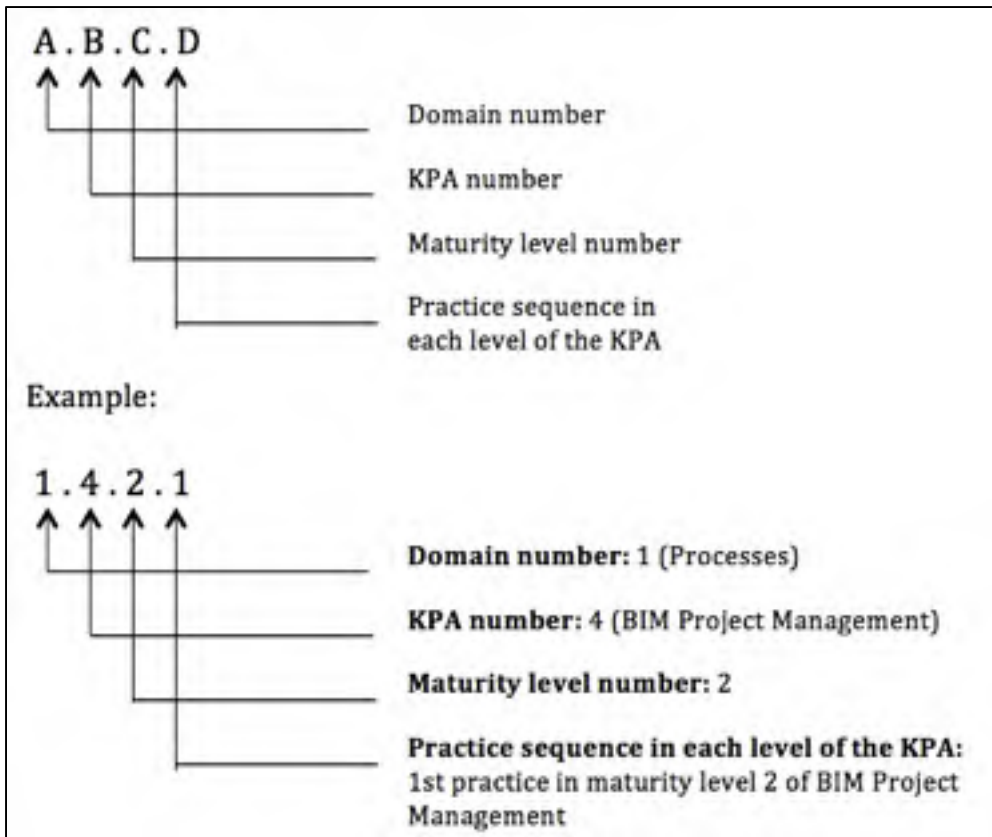 A . B . C . D
Domain number
KPA number
Maturity level number
Practice sequence in
each level of the KPA
Example:
1 . 4 . 2 . 1
Domain number: 1 (Processes)
KPA number: 4 (BIM Project Management)
Maturity level number: 2
Practice sequence in each level of the KPA:
1st practice in maturity level 2 of BIM Project
Management